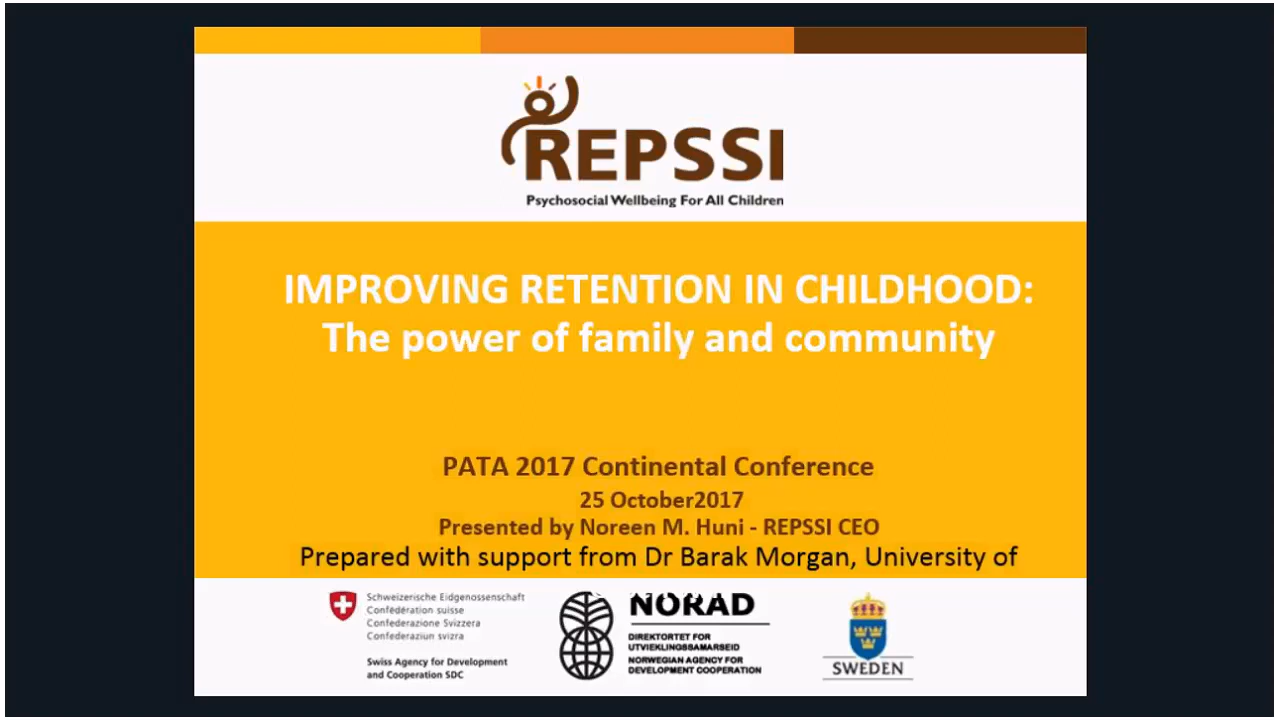 REPSSI
Psychosocial Wellbeing For All Children
IMPROVING RETENTION IN CHILDHOOD:
The power of family and community
PATA 2017 Continental Conference
25 October2017
Presented by Noreen M. Huni - REPSSI CEO
Prepared with support from Dr Barak Morgan, University of
Schweizerische Eidgenossenschaft
Confédération suisse
Confederazione Svizzera
Confederaziun svizra
Swiss Agency for Development
and Cooperation SDC
NORAD
DIREKTORTET FOR
UTVIEKLINGSSAMARSEID
NORWEGIAN AGENCY FOR
DEVELOPMENT COOPERATION
SWEDEN